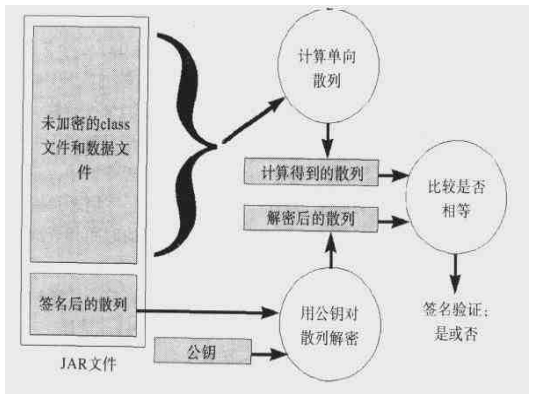 计算单向
散列
未加密的class
文件和数据文
件
计算得到的散列
比较是否
相等
解密后的散列
签名后的散列
用公钥对
散列解密
签名验证：
是或否
公钥
JAR文件